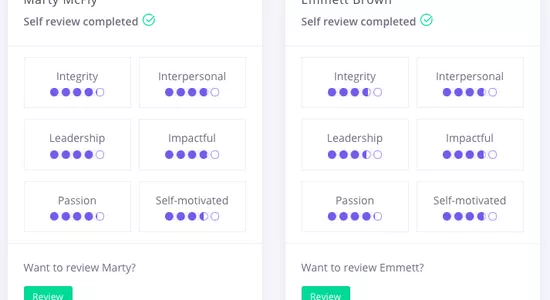 Marty McFly
Emmett Brown
Self review completed
Self review completed
Integrity
Interpersonal
Integrity
Interpersonal
Leadership
Impactful
Leadership
Impactful
Passion
Self-motivated
Passion
Self-motivated
Want to review Marty?
Want to review Emmett?
Review
Review